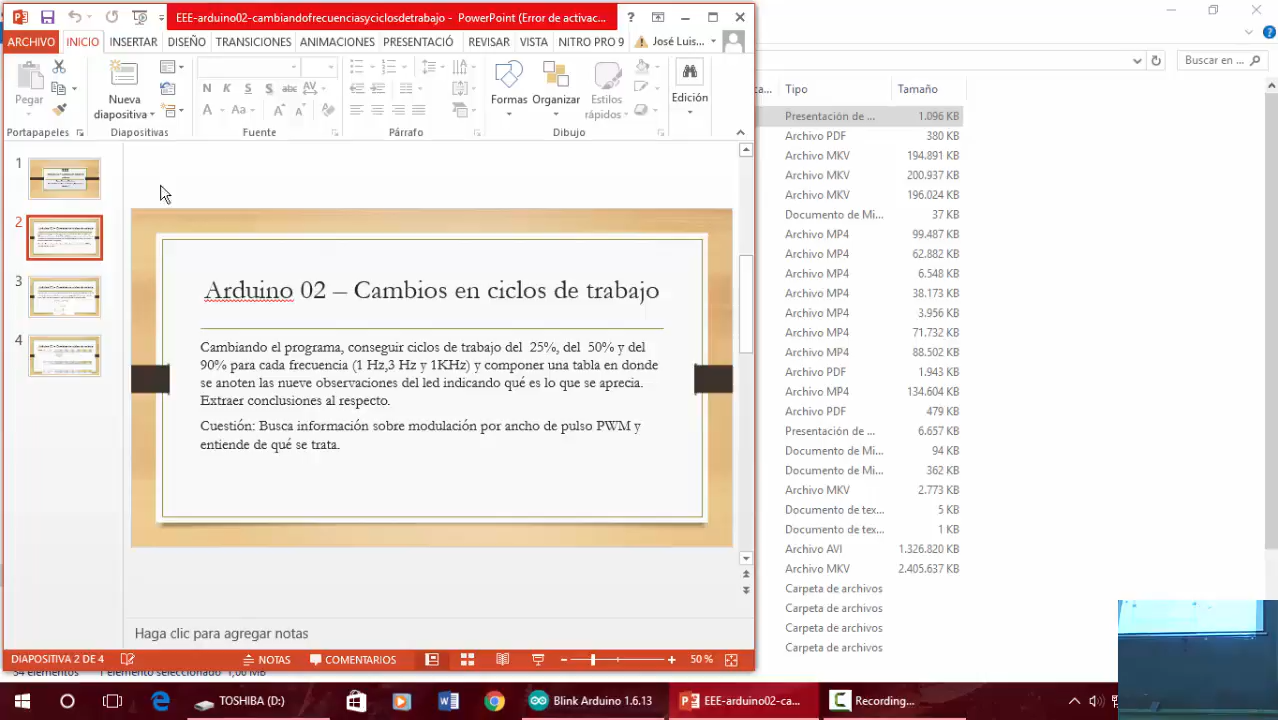 EEE-arduino02-cambiandofrecuenciasyciclosdetrabajo - PowerPoint (Error de activac...
ARCHIVO INICIO INSERTAR DISEÑO TRANSICIONES ANIMACIONES PRESENTACIÓ REVISAR VISTA NITRO PRO 9 José Luis...
Buscar en ...
Pegar
Nueva
diapositiva
N K S abc AV
A Aa A A
Formas
Organizar
Estilos
rápidos
Edición
Portapapeles Diapositivas Fuente Párrafo Dibujo
1
2
3
4
Arduino 02 – Cambios en ciclos de trabajo
Cambiando el programa, conseguir ciclos de trabajo del 25%, del 50% y del
90% para cada frecuencia (1 Hz,3 Hz y 1KHz) y componer una tabla en donde
se anoten las nueve observaciones del led indicando qué es lo que se aprecia.
Extraer conclusiones al respecto.
Cuestión: Busca información sobre modulación por ancho de pulso PWM y
entiende de qué se trata.
Haga clic para agregar notas
DIAPOSITIVA 2 DE 4 NOTAS COMENTARIOS 50 %
ca... Tipo Tamaño
Presentación de ... 1.096 KB
Archivo PDF 380 KB
Archivo MKV 194.891 KB
Archivo MKV 200.937 KB
Archivo MKV 196.024 KB
Documento de Mi... 37 KB
Archivo MP4 99.487 KB
Archivo MP4 62.882 KB
Archivo MP4 6.548 KB
Archivo MP4 38.173 KB
Archivo MP4 3.956 KB
Archivo MP4 71.732 KB
Archivo MP4 88.502 KB
Archivo PDF 1.943 KB
Archivo MP4 134.604 KB
Archivo PDF 479 KB
Presentación de ... 6.657 KB
Documento de Mi... 94 KB
Documento de Mi... 362 KB
Archivo MKV 2.773 KB
Documento de tex... 5 KB
Documento de tex... 1 KB
Archivo AVI 1.326.820 KB
Archivo MKV 2.405.637 KB
Carpeta de archivos
Carpeta de archivos
Carpeta de archivos
Carpeta de archivos
TOSHIBA (D:) Blink Arduino 1.6.13 EEE-arduino02-ca... Recording...